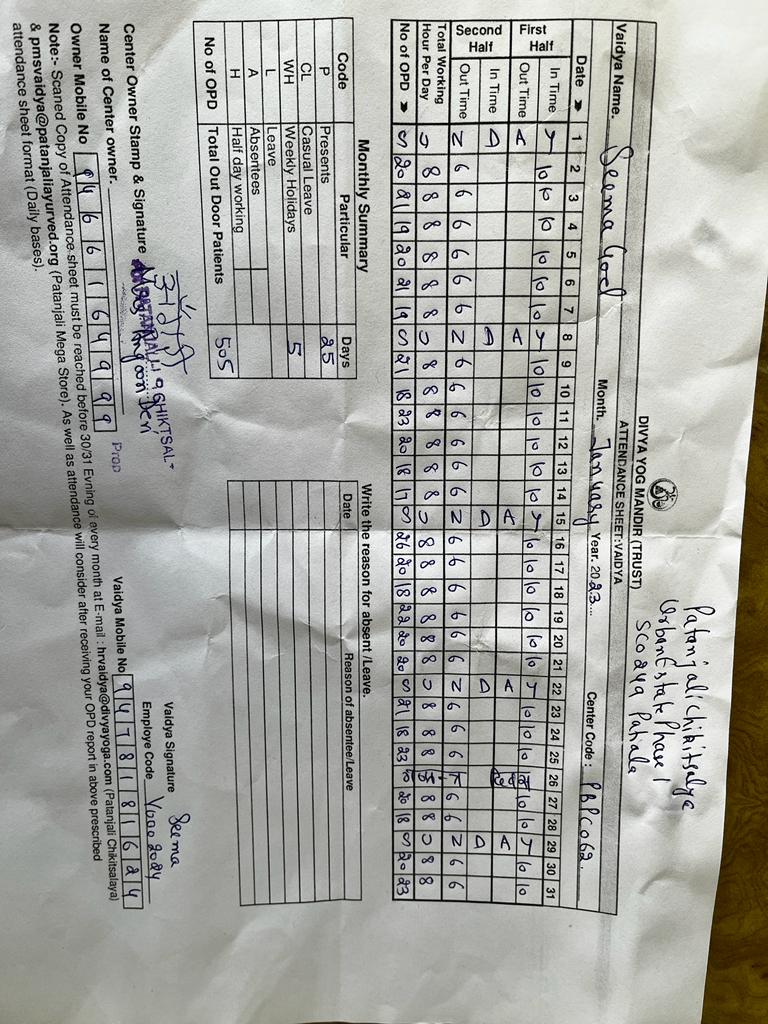 Patanjali chikitsalya
Urban Estate Phase 1
SCO 249 Patiala
DIVYA YOG MANDIR (TRUST)
ATTENDANCE SHEET:VAIDYA
Vaidya Name. Seema Goel Month. January Year. 2023.... Center Code : PBPC062.
Date 1 2 3 4 5 6 7 8 9 10 11 12 13 14 15 16 17 18 19 20 21 22 23 24 25 26 27 28 29 30 31
First Half
In Time 10 10 10 10 10 10 10 10 10 10 10 10 10 10 10 10 10 10 10 10 10 10 10 10 10
Out Time
Second Half
In Time
Out Time 6 6 6 6 6 6 6 6 6 6 6 6 6 6 6 6 6 6 6 6 6 6 6 6 6
SUNDAY SUNDAY SUNDAY SUNDAY SUNDAY
Total Working Hour Per Day 8 8 8 8 8 8 8 8 8 8 8 8 8 8 8 8 8 8 8 8 8 8 8 8 8
No of OPD 20 21 19 20 21 19 21 18 23 20 18 17 26 20 18 22 20 20 21 18 23 20 18 20 23
Monthly Summary
Code Particular Days
P Presents 25
CL Casual Leave
WH Weekly Holidays 5
L Leave
A Absentees
H Half day working
No of OPD Total Out Door Patients 505
Write the reason for absent /Leave.
Date Reason of absentee/Leave
Center Owner Stamp & Signature
PATANJALI CHIKTSAL-
Name of Center owner. Mrs Angoori Devi
Prop
Owner Mobile No 9466164999
Vaidya Signature Seema
Employe Code V0002024
Vaidya Mobile No 9478181624
Note:- Scaned Copy of Attendance sheet must be reached before 30/31 Evning of every month at E-mail : hrvaidya@divyayoga.com (Patanjali Chikitsalaya)
& pmsvaidya@patanjaliayurved.org (Patanjali Mega Store). As well as attendance will consider after receiving your OPD report in above prescribed
attendance sheet format (Daily bases).